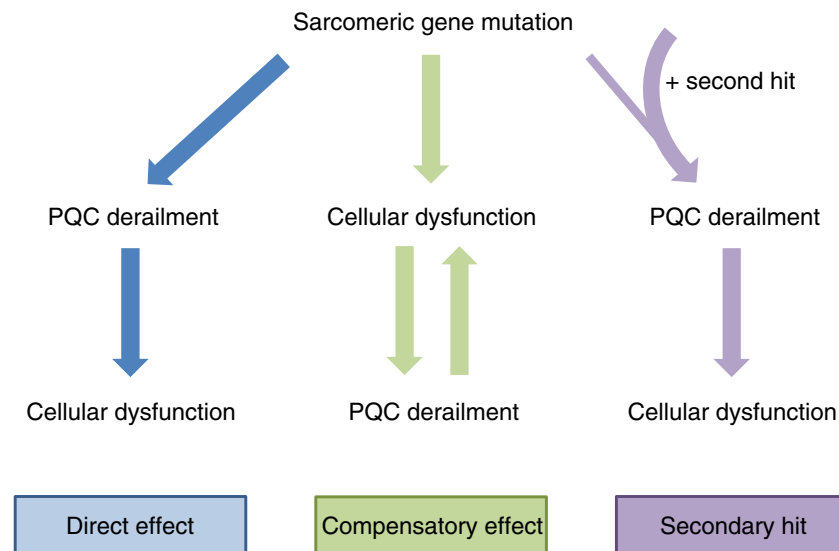 Sarcomeric gene mutation
+ second hit
PQC derailment
Cellular dysfunction
PQC derailment
Cellular dysfunction
PQC derailment
Cellular dysfunction
Direct effect
Compensatory effect
Secondary hit